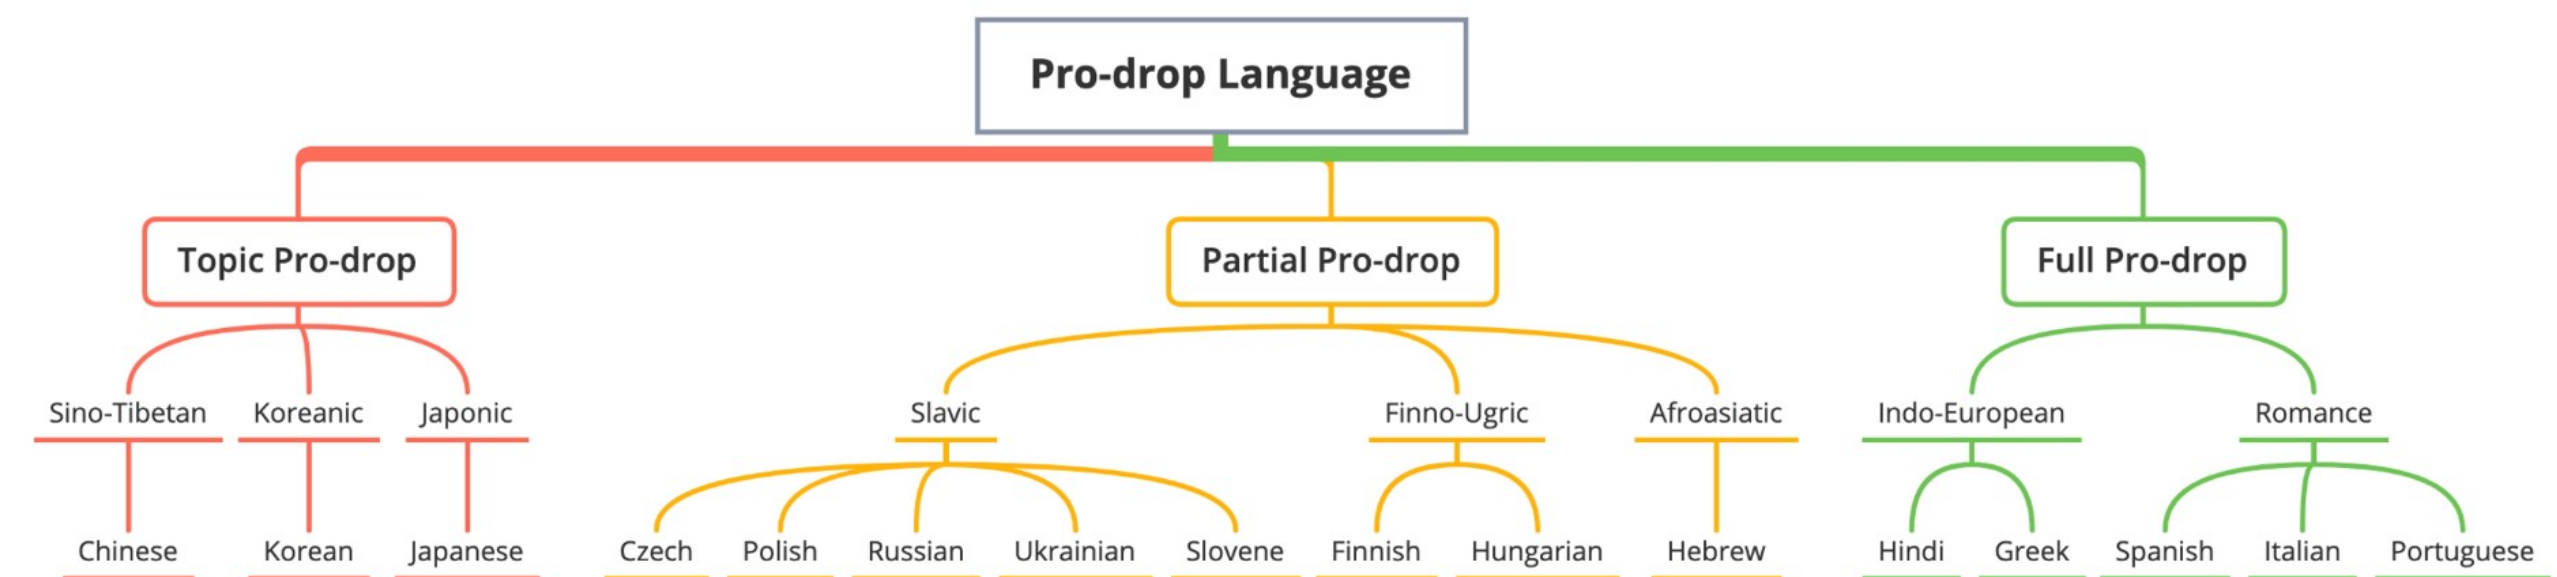 Pro-drop Language
Topic Pro-drop
Partial Pro-drop
Full Pro-drop
Sino-Tibetan
Koreanic
Japonic
Slavic
Finno-Ugric
Afroasiatic
Indo-European
Romance
Chinese
Korean
Japanese
Czech
Polish
Russian
Ukrainian
Slovene
Finnish
Hungarian
Hebrew
Hindi
Greek
Spanish
Italian
Portuguese